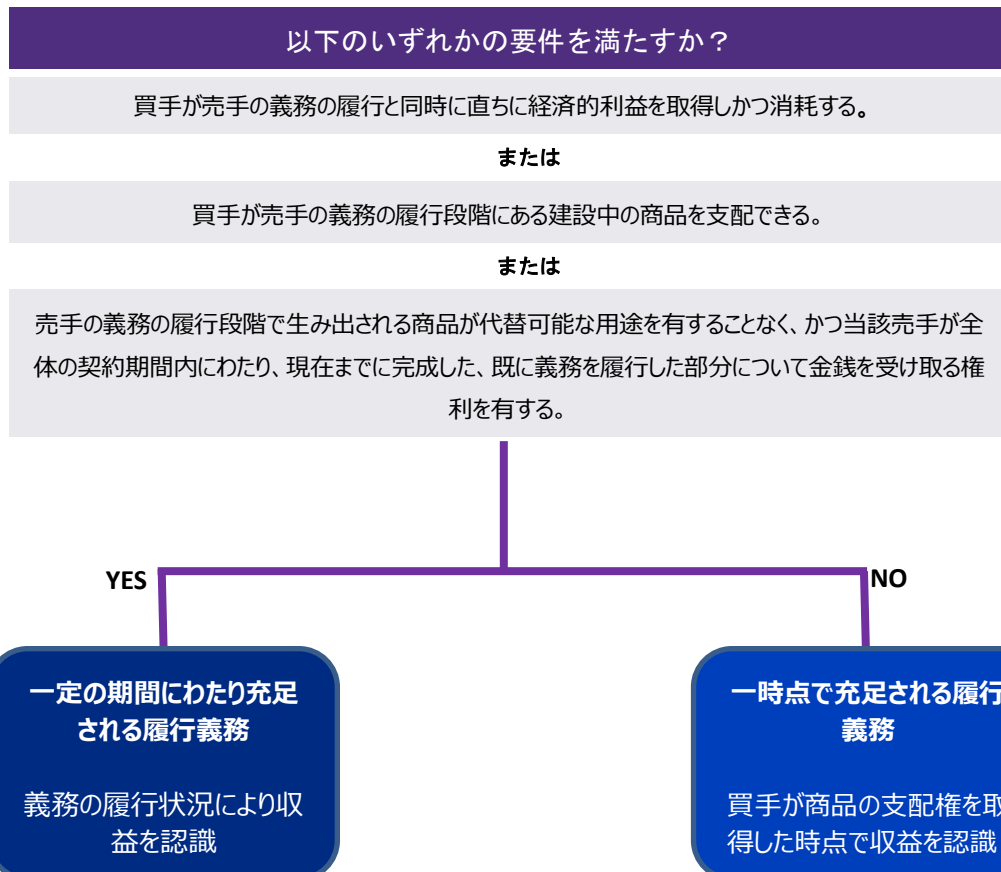 以下のいずれかの要件を満たすか？
買手が売手の義務の履行と同時に直ちに経済的利益を取得しかつ消耗する。
または
買手が売手の義務の履行段階にある建設中の商品を支配できる。
または
売手の義務の履行段階で生み出される商品が代替可能な用途を有することなく、かつ当該売手が全
体の契約期間内にわたり、現在までに完成した、既に義務を履行した部分について金銭を受け取る権
利を有する。
YES
NO
一定の期間にわたり充足
される履行義務
義務の履行状況により収
益を認識
一時点で充足される履行
義務
買手が商品の支配権を取
得した時点で収益を認識